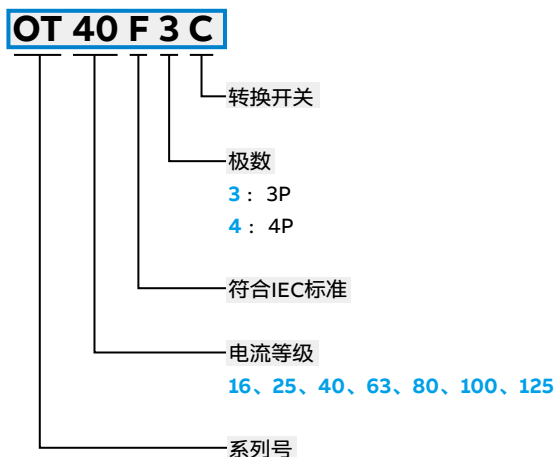 OT 40 F 3 C
转换开关
极数
3： 3P
4： 4P
符合IEC标准
电流等级
16、25、40、63、80、100、125
系列号